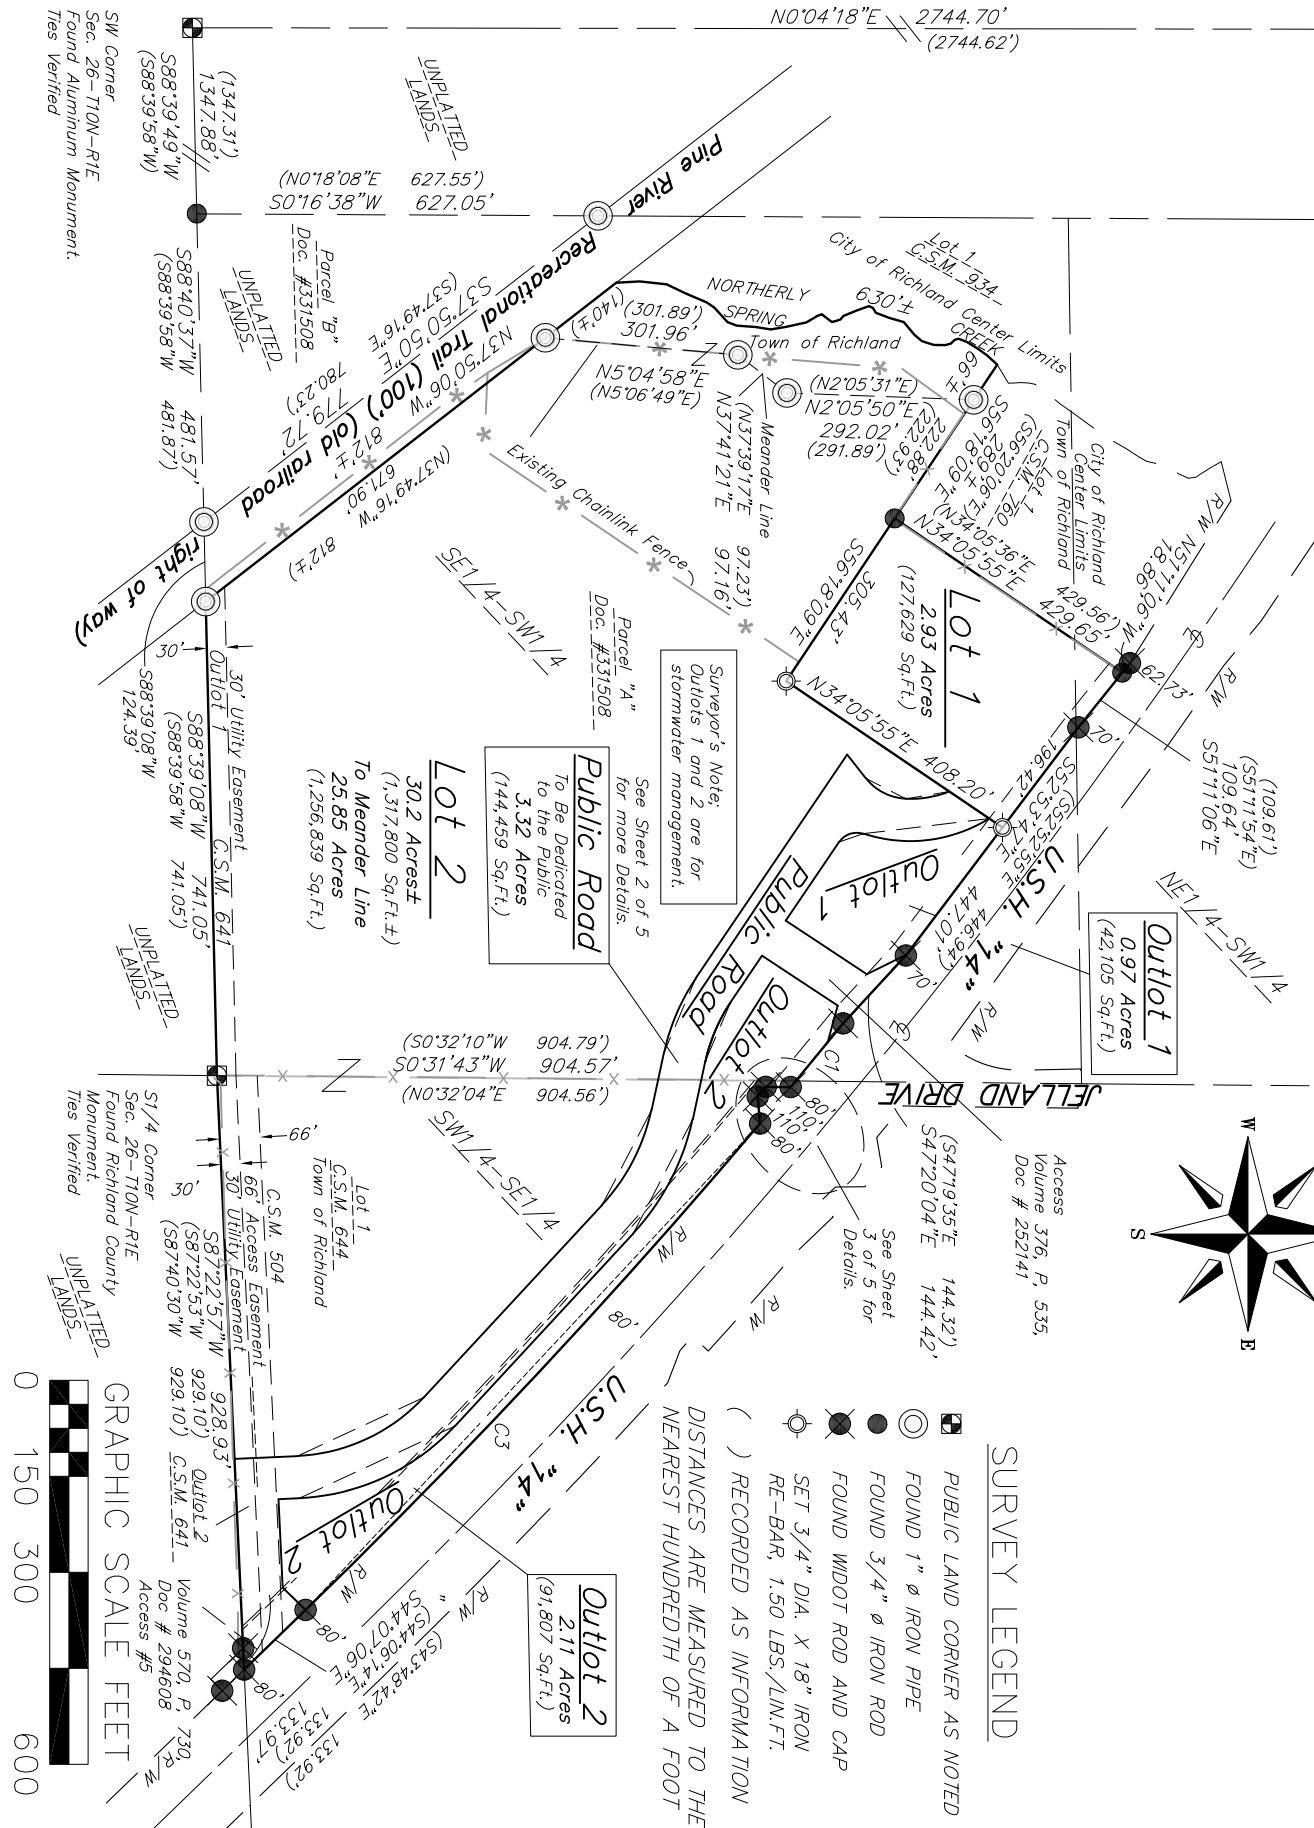 N0°04'18"E 2744.70'
(2744.62')
SW Corner
Sec. 26-T10N-R1E
Found Aluminum Monument.
Ties Verified
(1347.31')
1347.88'
S88°39'49"W
(S88°39'58"W)
UNPLATTED
LANDS
(N0°18'08"E 627.55')
S0°16'38"W 627.05'
Pine River
Recreational Trail (100') (old railroad
right of way)
S37°50'50"E 779.72'
(S37°49'16"E 780.23')
N37°50'06"W 812'±
671.90'
(N37°49'16"W 812'±)
Parcel "B"
Doc. #331508
UNPLATTED
LANDS
S88°40'37"W 481.57'
(S88°39'58"W 481.87')
Lot 1
C.S.M. 934
City of Richland Center Limits
City of Richland
Town of Richland
NORTHERLY
SPRING
CREEK
630'±
66'±
(140'±)
(301.89')
301.96'
N5°04'58"E
(N5°06'49"E)
Meander Line
(N37°39'17"E 97.23')
N37°41'21"E 97.16'
(N2°05'31"E)
N2°05'50"E
292.02'
(291.89')
S56°18'09"E
289'±
(S56°20'06"E)
222.88'
(222.93')
Lot 1
C.S.M. 760
City of Richland
Center Limits
Town of Richland
(N34°05'36"E 429.56')
N34°05'55"E 429.65'
R/W N51°11'06"W
18.86'
62.73'
R/W
(109.61')
(S51°11'54"E)
109.64'
S51°11'06"E
70'
196.42'
S52°53'47"E 447.01'
(S52°52'55"E 446.94')
U.S.H. "14"
R/W
NE1/4-SW1/4
Lot 1
2.93 Acres
(127,629 Sq.Ft.)
S56°18'09"E
305.43'
N34°05'55"E 408.20'
Existing Chainlink Fence
SE1/4-SW1/4
Parcel "A"
Doc. #331508
Surveyor's Note;
Outlots 1 and 2 are for
stormwater management.
See Sheet 2 of 5
for more Details.
Public Road
To Be Dedicated
to the Public
3.32 Acres
(144,459 Sq.Ft.)
Lot 2
30.2 Acres±
(1,317,800 Sq.Ft.±)
To Meander Line
25.85 Acres
(1,256,839 Sq.Ft.)
30' Utility Easement
Outlot 1 C.S.M. 641
30'
S88°39'08"W
124.39'
S88°39'08"W 741.05'
(S88°39'58"W 741.05')
UNPLATTED
LANDS
Outlot 1
Public Road
Outlot 2
Outlot 1
0.97 Acres
(42,105 Sq.Ft.)
70'
C1
80'
110'
110'
80'
JELLAND DRIVE
(S0°32'10"W 904.79')
S0°31'43"W 904.57'
(N0°32'04"E 904.56')
(S47°19'35"E 144.32')
S47°20'04"E 144.42'
Access
Volume 376, P, 535,
Doc # 252141
See Sheet
3 of 5 for
Details.
SW1/4-SE1/4
S1/4 Corner
Sec. 26-T10N-R1E
Found Richland County
Monument.
Ties Verified
66'
Lot 1
C.S.M. 644
Town of Richland
C.S.M. 504
66' Access Easement
30' Utility Easement
30'
S87°22'57"W 928.93'
(S87°22'53"W 929.10')
(S87°40'30"W 929.10')
UNPLATTED
LANDS
Outlot 2
C.S.M. 641
Volume 570, P, 730,
Doc # 294608
Access #5
R/W
80'
R/W
C3
U.S.H. "14"
Outlot 2
R/W
80'
80'
R/W
R/W
S44°07'06"E 133.97'
(S44°06'14"E 133.92')
(S43°48'42"E 133.92')
Outlot 2
2.11 Acres
(91,807 Sq.Ft.)
W
S
E
SURVEY LEGEND
PUBLIC LAND CORNER AS NOTED
FOUND 1" Ø IRON PIPE
FOUND 3/4" Ø IRON ROD
FOUND WIDOT ROD AND CAP
SET 3/4" DIA. X 18" IRON
RE-BAR, 1.50 LBS./LIN.FT.
( ) RECORDED AS INFORMATION
DISTANCES ARE MEASURED TO THE
NEAREST HUNDREDTH OF A FOOT
GRAPHIC SCALE FEET
0 150 300 600